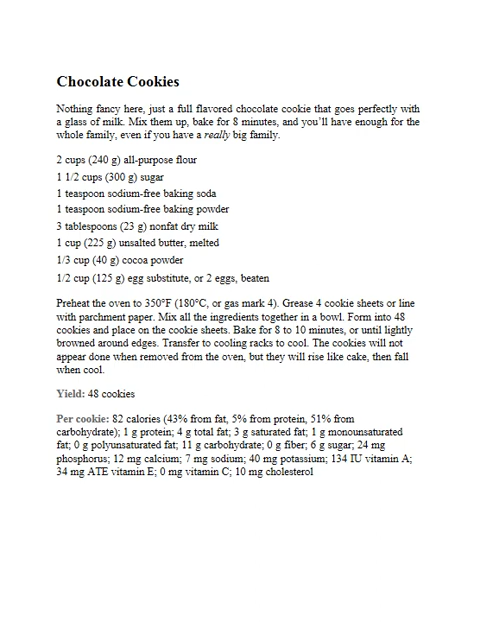 Chocolate Cookies
Nothing fancy here, just a full flavored chocolate cookie that goes perfectly with
a glass of milk. Mix them up, bake for 8 minutes, and you’ll have enough for the
whole family, even if you have a really big family.
2 cups (240 g) all-purpose flour
1 1/2 cups (300 g) sugar
1 teaspoon sodium-free baking soda
1 teaspoon sodium-free baking powder
3 tablespoons (23 g) nonfat dry milk
1 cup (225 g) unsalted butter, melted
1/3 cup (40 g) cocoa powder
1/2 cup (125 g) egg substitute, or 2 eggs, beaten
Preheat the oven to 350°F (180°C, or gas mark 4). Grease 4 cookie sheets or line
with parchment paper. Mix all the ingredients together in a bowl. Form into 48
cookies and place on the cookie sheets. Bake for 8 to 10 minutes, or until lightly
browned around edges. Transfer to cooling racks to cool. The cookies will not
appear done when removed from the oven, but they will rise like cake, then fall
when cool.
Yield: 48 cookies
Per cookie: 82 calories (43% from fat, 5% from protein, 51% from
carbohydrate); 1 g protein; 4 g total fat; 3 g saturated fat; 1 g monounsaturated
fat; 0 g polyunsaturated fat; 11 g carbohydrate; 0 g fiber; 6 g sugar; 24 mg
phosphorus; 12 mg calcium; 7 mg sodium; 40 mg potassium; 134 IU vitamin A;
34 mg ATE vitamin E; 0 mg vitamin C; 10 mg cholesterol